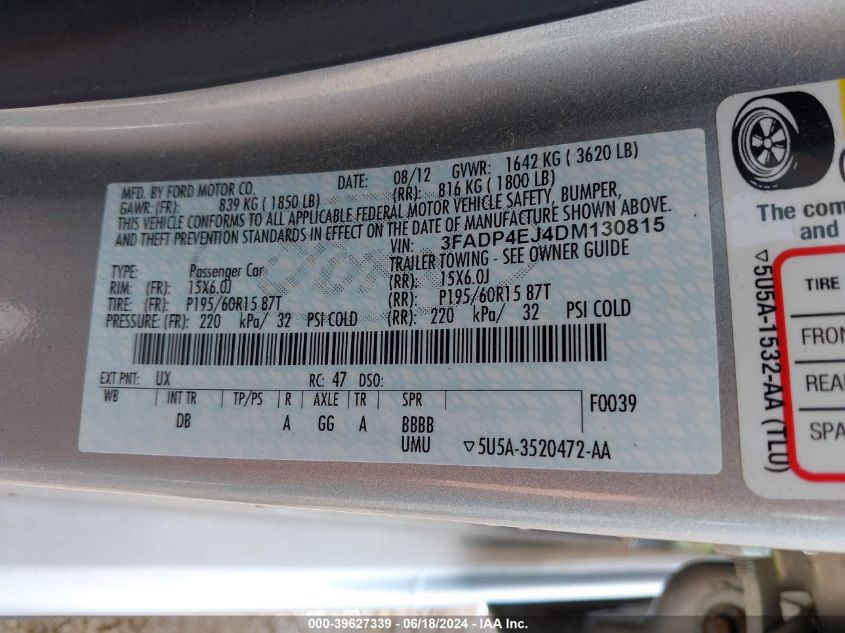 MFD. BY FORD MOTOR CO. DATE: 08/12 GVWR: 1642 KG ( 3620 LB)
GAWR: (FR): 839 KG ( 1850 LB) (RR): 816 KG ( 1800 LB)
THIS VEHICLE CONFORMS TO ALL APPLICABLE FEDERAL MOTOR VEHICLE SAFETY, BUMPER,
AND THEFT PREVENTION STANDARDS IN EFFECT ON THE DATE OF MANUFACTURE SHOWN ABOVE.
VIN: 3FADP4EJ4DM130815
TRAILER TOWING - SEE OWNER GUIDE
TYPE: Passenger Car
RIM: (FR): 15X6.0J (RR): 15X6.0J
TIRE: (FR): P195/60R15 87T (RR): P195/60R15 87T
PRESSURE: (FR): 220 kPa/ 32 PSI COLD (RR): 220 kPa/ 32 PSI COLD
EXT PNT: UX RC: 47 DSO:
WB INT TR TP/PS R AXLE TR SPR F0039
DB A GG A BBBB
UMU ▽5U5A-3520472-AA
The com
and
▽5U5A-1532-AA (TL0)
TIRE
FRON
REA
SPA
000-39627339 - 06/18/2024 - IAAI.com